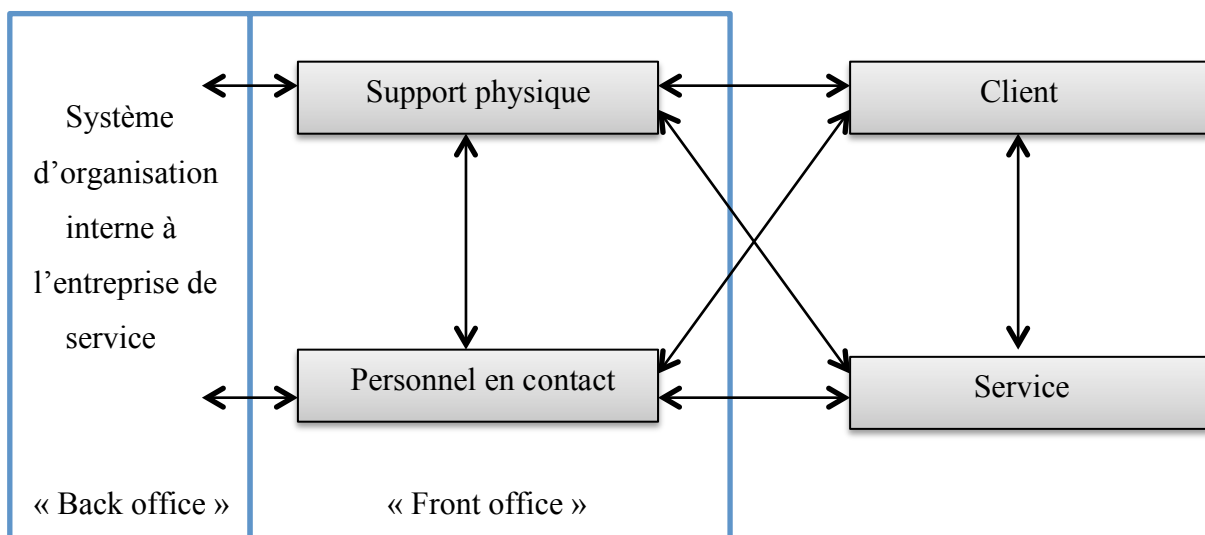 Support physique
Client
Système
d’organisation
interne à
l’entreprise de
service
Personnel en contact
Service
« Back office »
« Front office »